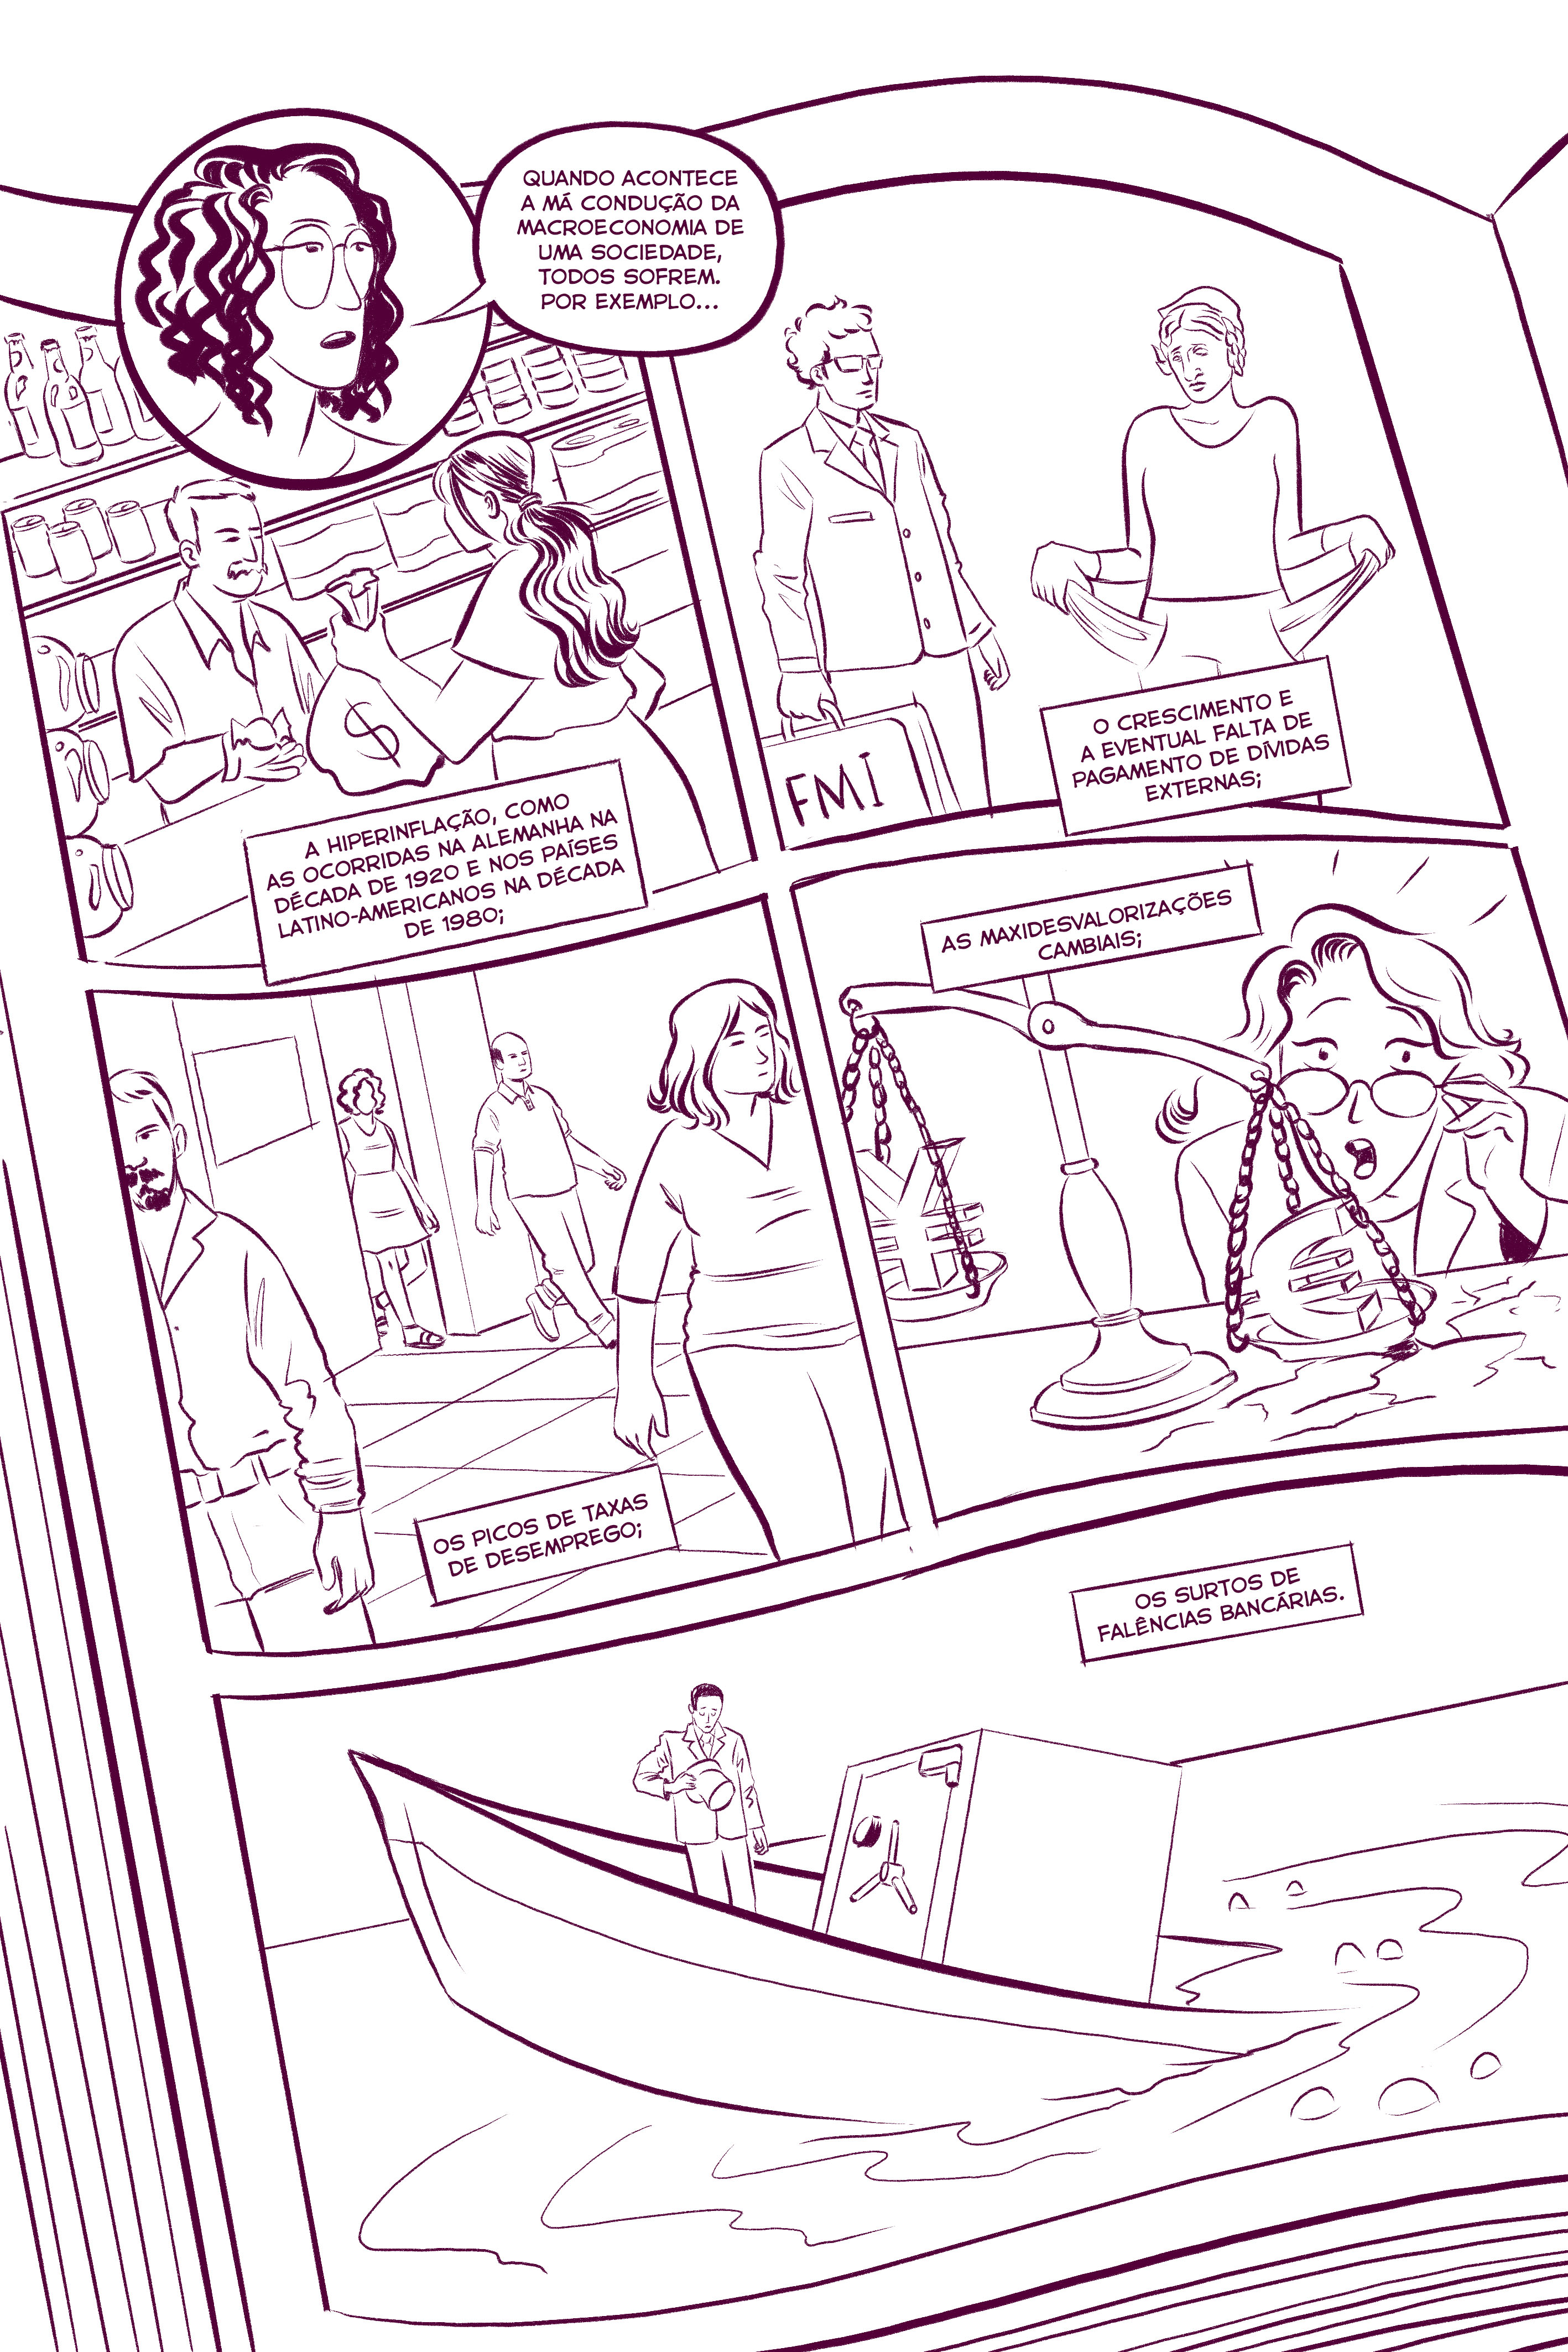 QUANDO ACONTECE
A MÁ CONDUÇÃO DA
MACROECONOMIA DE
UMA SOCIEDADE,
TODOS SOFREM.
POR EXEMPLO...
$
A HIPERINFLAÇÃO, COMO
AS OCORRIDAS NA ALEMANHA NA
DÉCADA DE 1920 E NOS PAÍSES
LATINO-AMERICANOS NA DÉCADA
DE 1980;
FMI
O CRESCIMENTO E
A EVENTUAL FALTA DE
PAGAMENTO DE DÍVIDAS
EXTERNAS;
OS PICOS DE TAXAS
DE DESEMPREGO;
AS MAXIDESVALORIZAÇÕES
CAMBIAIS;
¥
€
OS SURTOS DE
FALÊNCIAS BANCÁRIAS.